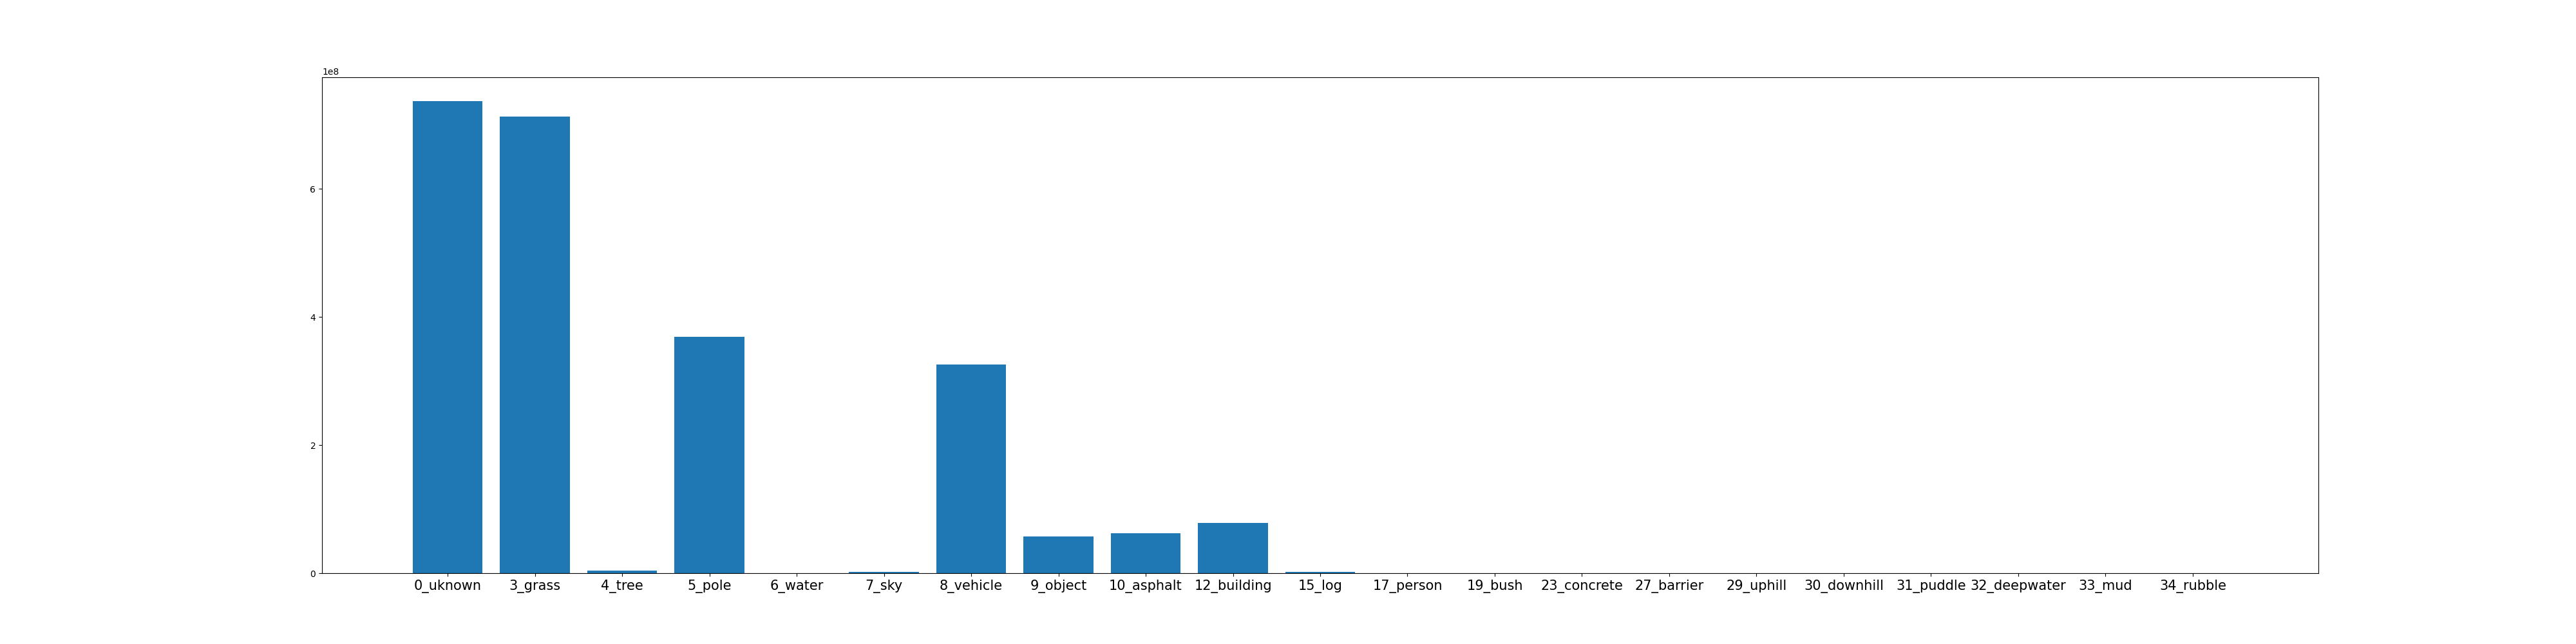 1e8
6
4
2
0
0_uknown 3_grass 4_tree 5_pole 6_water 7_sky 8_vehicle 9_object 10_asphalt 12_building 15_log 17_person 19_bush 23_concrete 27_barrier 29_uphill 30_downhill 31_puddle 32_deepwater 33_mud 34_rubble